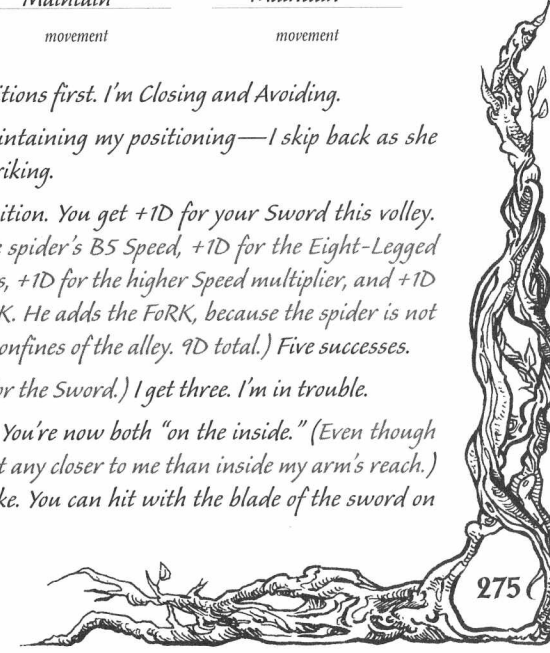 Maintain Maintain
movement movement
itions first. I'm Closing and Avoiding.
intaining my positioning—I skip back as she
riking.
ition. You get +1D for your Sword this volley.
e spider's B5 Speed, +1D for the Eight-Legged
s, +1D for the higher Speed multiplier, and +1D
K. He adds the FoRK, because the spider is not
onfines of the alley. 9D total.) Five successes.
or the Sword.) I get three. I'm in trouble.
You're now both "on the inside." (Even though
t any closer to me than inside my arm's reach.)
ke. You can hit with the blade of the sword on
275